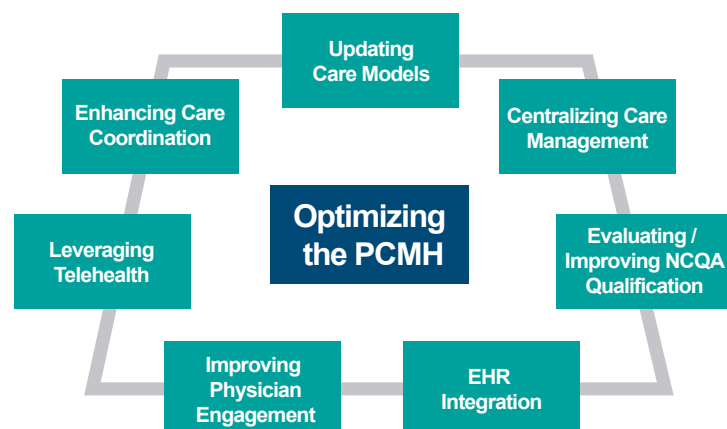 Updating
Care Models
Enhancing Care
Coordination
Centralizing Care
Management
Optimizing
the PCMH
Leveraging
Telehealth
Evaluating /
Improving NCQA
Qualification
Improving
Physician
Engagement
EHR
Integration